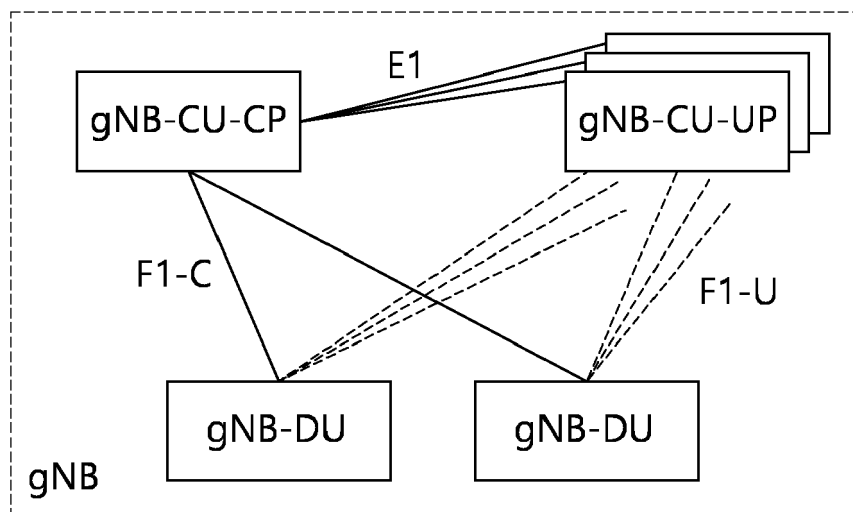 E1
gNB-CU-CP
gNB-CU-UP
F1-C
F1-U
gNB-DU
gNB-DU
gNB